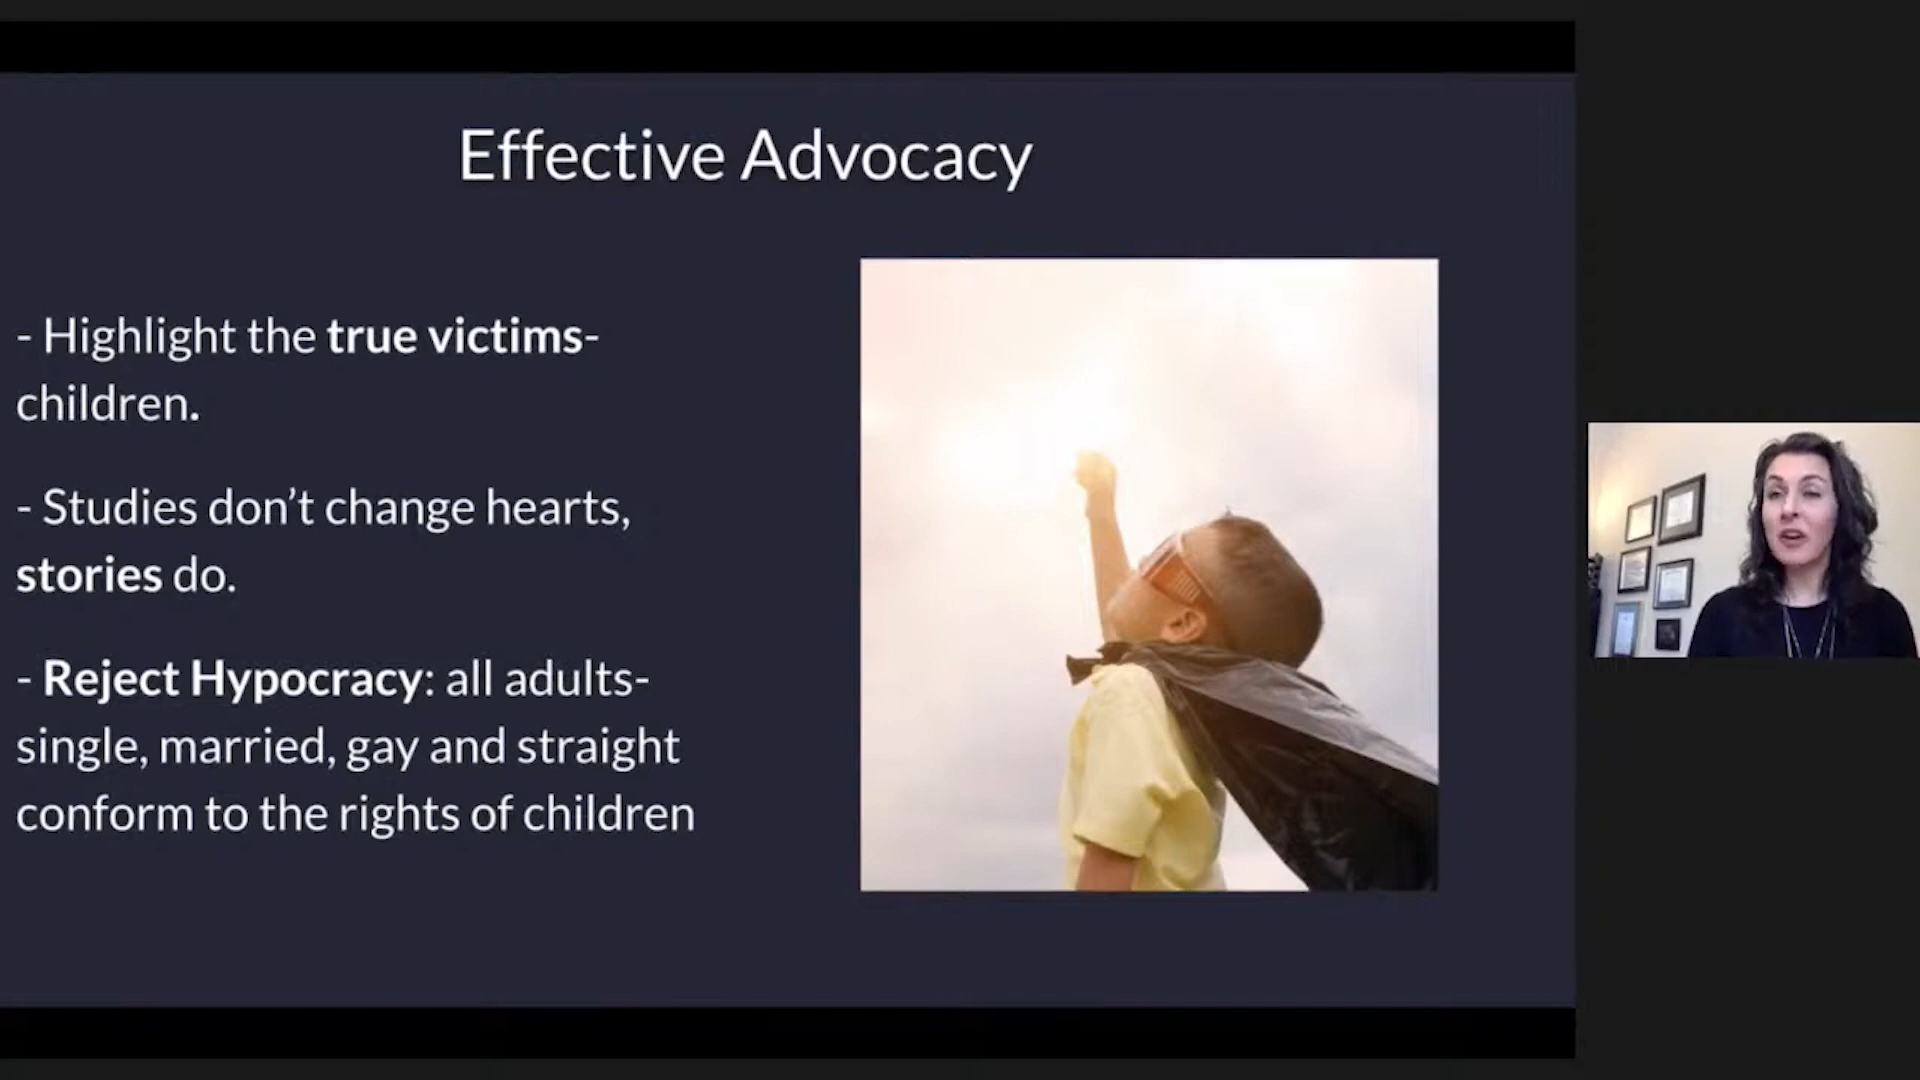 Effective Advocacy
- Highlight the true victims-
children.
- Studies don’t change hearts,
stories do.
- Reject Hypocracy: all adults-
single, married, gay and straight
conform to the rights of children